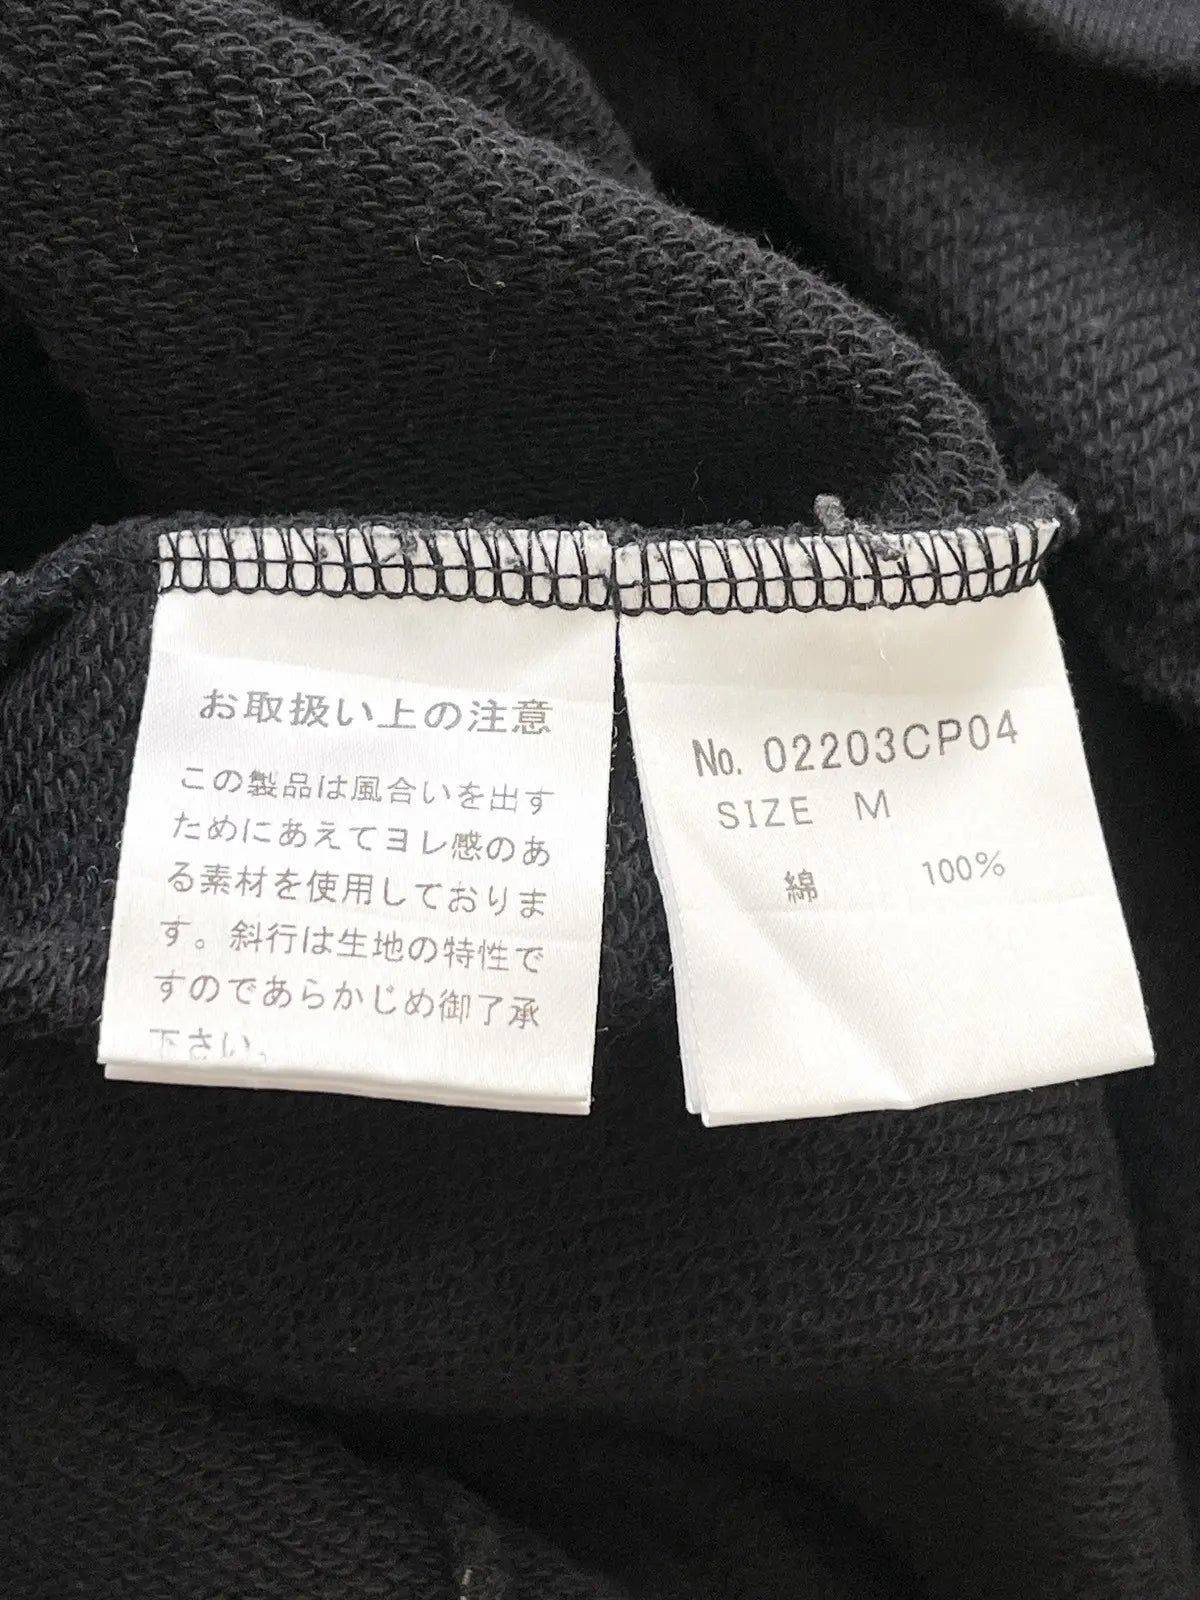 お取扱い上の注意
この製品は風合いを出す
ためにあえてヨレ感のあ
る素材を使用しておりま
す。斜行は生地の特性で
すのであらかじめ御了承
下さい。
No. 02203CP04
SIZE M
綿 100%